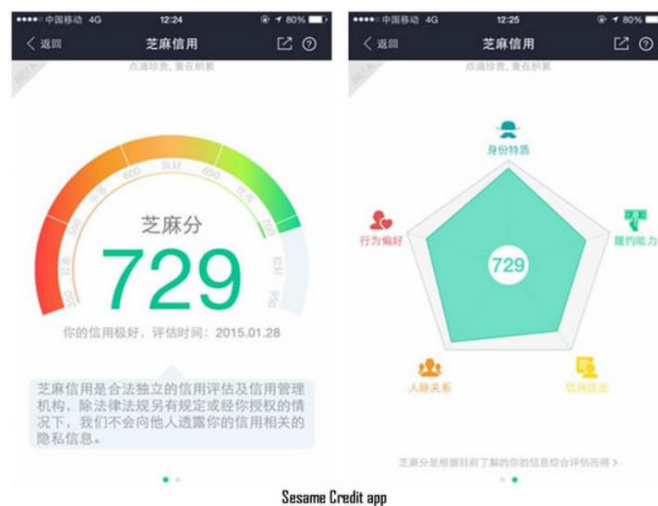 中国移动 4G 12:24 80%
返回 芝麻信用
点滴珍贵,重在积累
BETA
350 较差 550 中等 600 良好 650 优秀 700 极好 950
芝麻分
729
你的信用极好,评估时间:2015.01.28
芝麻信用是合法独立的信用评估及信用管理
机构,除法律法规另有规定或经你授权的情
况下,我们不会向他人透露你的信用相关的
隐私信息。
中国移动 4G 12:25 80%
返回 芝麻信用
点滴珍贵,重在积累
BETA
身份特质
行为偏好
履约能力
729
人脉关系
信用历史
芝麻分是根据目前了解的你的信息综合评估而得 >
Sesame Credit app